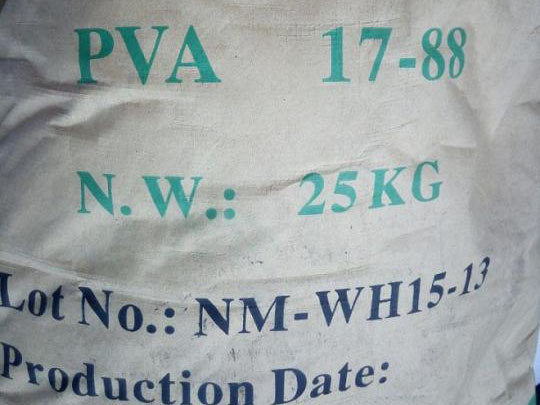 PVA 17-88
N.W.: 25KG
Lot No.: NM-WH15-13
Production Date: